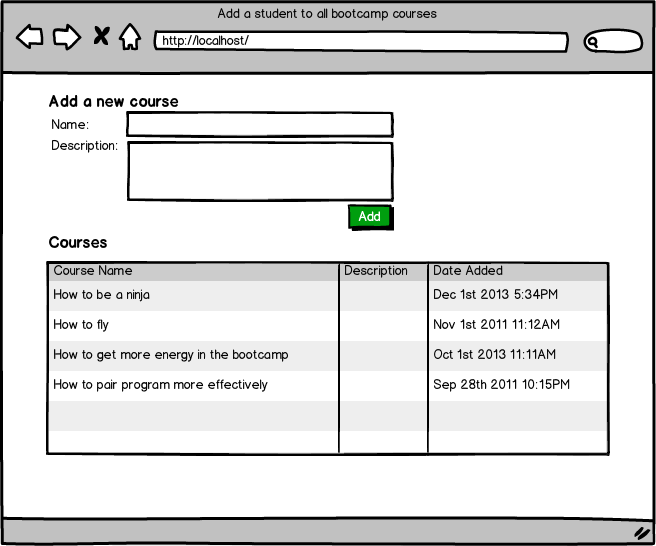 Add a student to all bootcamp courses
http://localhost/
Add a new course
Name:
Description:
Add
Courses
Course Name Description Date Added
How to be a ninja Dec 1st 2013 5:34PM
How to fly Nov 1st 2011 11:12AM
How to get more energy in the bootcamp Oct 1st 2013 11:11AM
How to pair program more effectively Sep 28th 2011 10:15PM